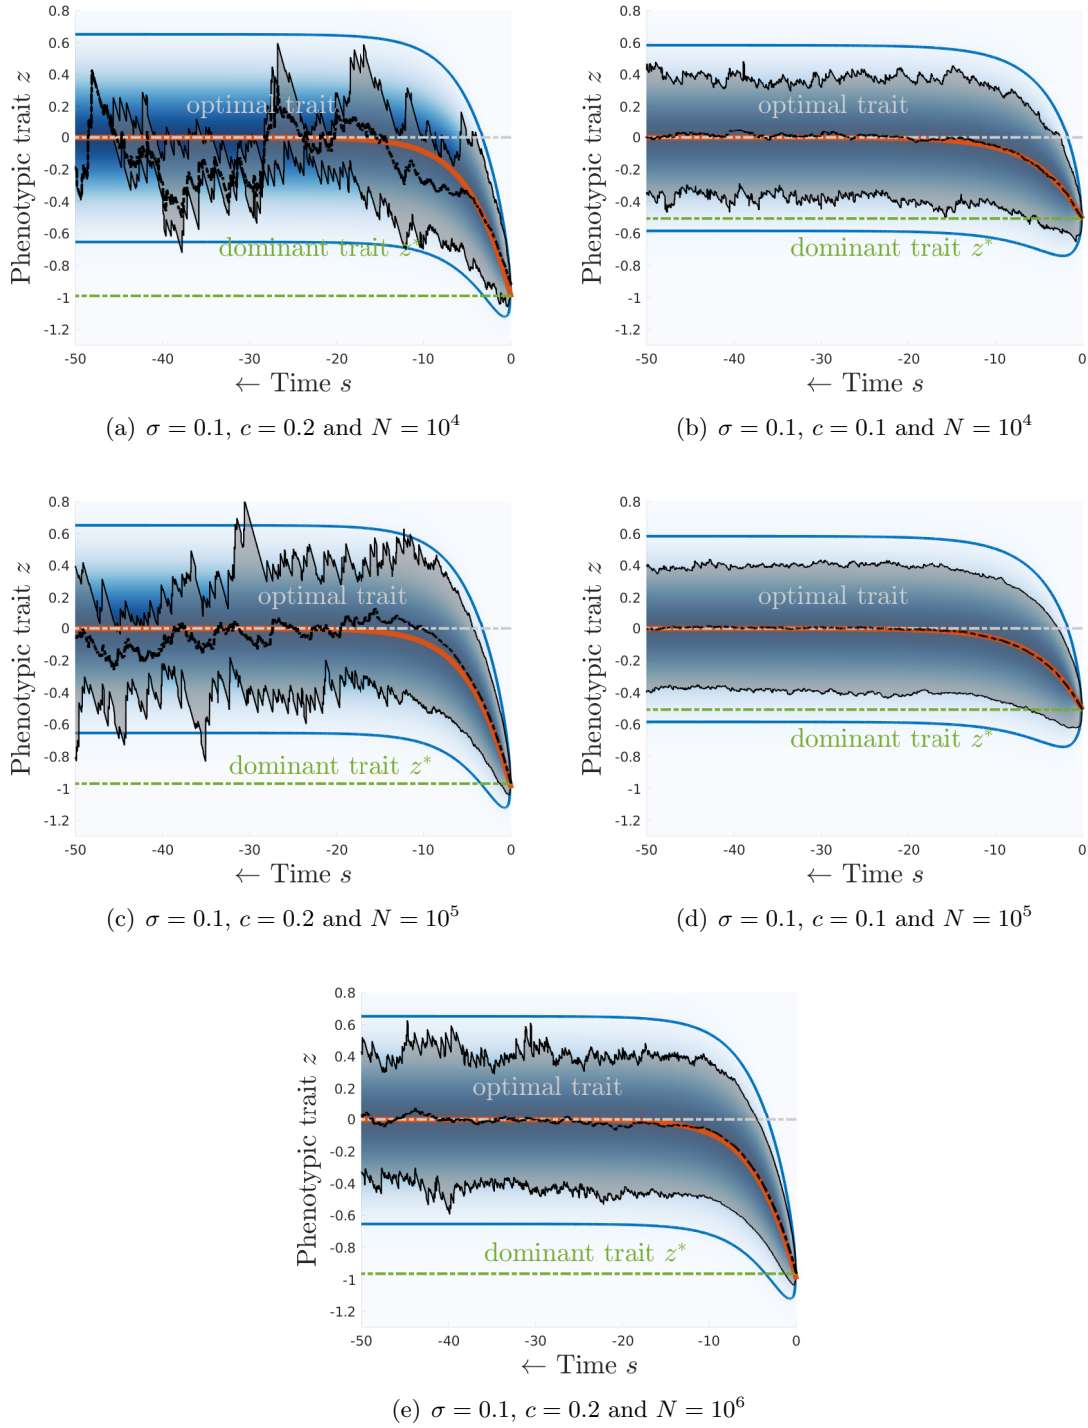 0.8
0.6
0.4
0.2
0
-0.2
-0.4
-0.6
-0.8
-1
-1.2
Phenotypic trait z
optimal trait
dominant trait z*
-50 -40 -30 -20 -10 0
← Time s
(a) σ = 0.1, c = 0.2 and N = 10⁴
0.8
0.6
0.4
0.2
0
-0.2
-0.4
-0.6
-0.8
-1
-1.2
Phenotypic trait z
optimal trait
dominant trait z*
-50 -40 -30 -20 -10 0
← Time s
(b) σ = 0.1, c = 0.1 and N = 10⁴
0.8
0.6
0.4
0.2
0
-0.2
-0.4
-0.6
-0.8
-1
-1.2
Phenotypic trait z
optimal trait
dominant trait z*
-50 -40 -30 -20 -10 0
← Time s
(c) σ = 0.1, c = 0.2 and N = 10⁵
0.8
0.6
0.4
0.2
0
-0.2
-0.4
-0.6
-0.8
-1
-1.2
Phenotypic trait z
optimal trait
dominant trait z*
-50 -40 -30 -20 -10 0
← Time s
(d) σ = 0.1, c = 0.1 and N = 10⁵
0.8
0.6
0.4
0.2
0
-0.2
-0.4
-0.6
-0.8
-1
-1.2
Phenotypic trait z
optimal trait
dominant trait z*
-50 -40 -30 -20 -10 0
← Time s
(e) σ = 0.1, c = 0.2 and N = 10⁶